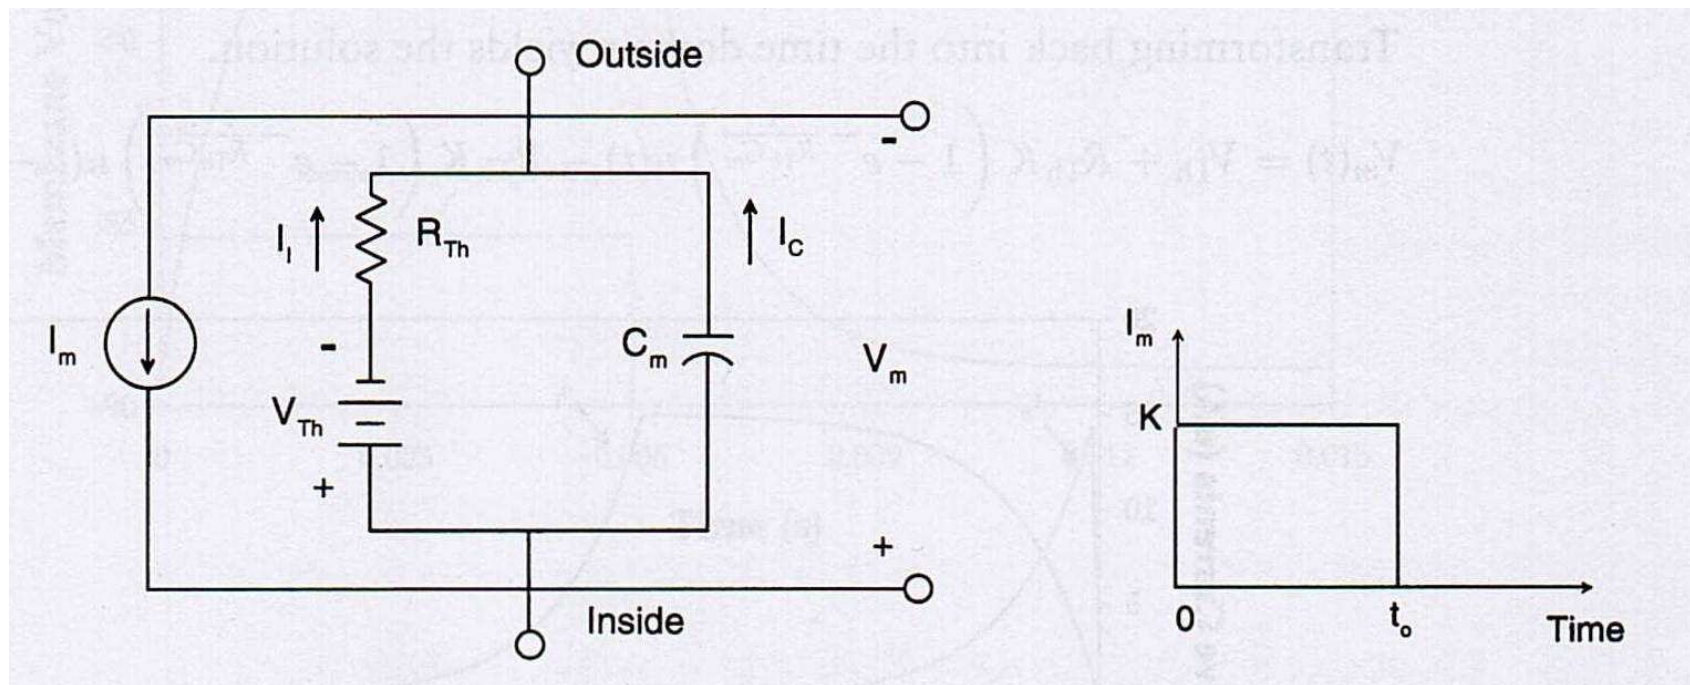 Outside
-
I_l
R_Th
I_C
I_m
-
C_m
V_m
V_Th
+
+
Inside
I_m
K
0
t_o
Time